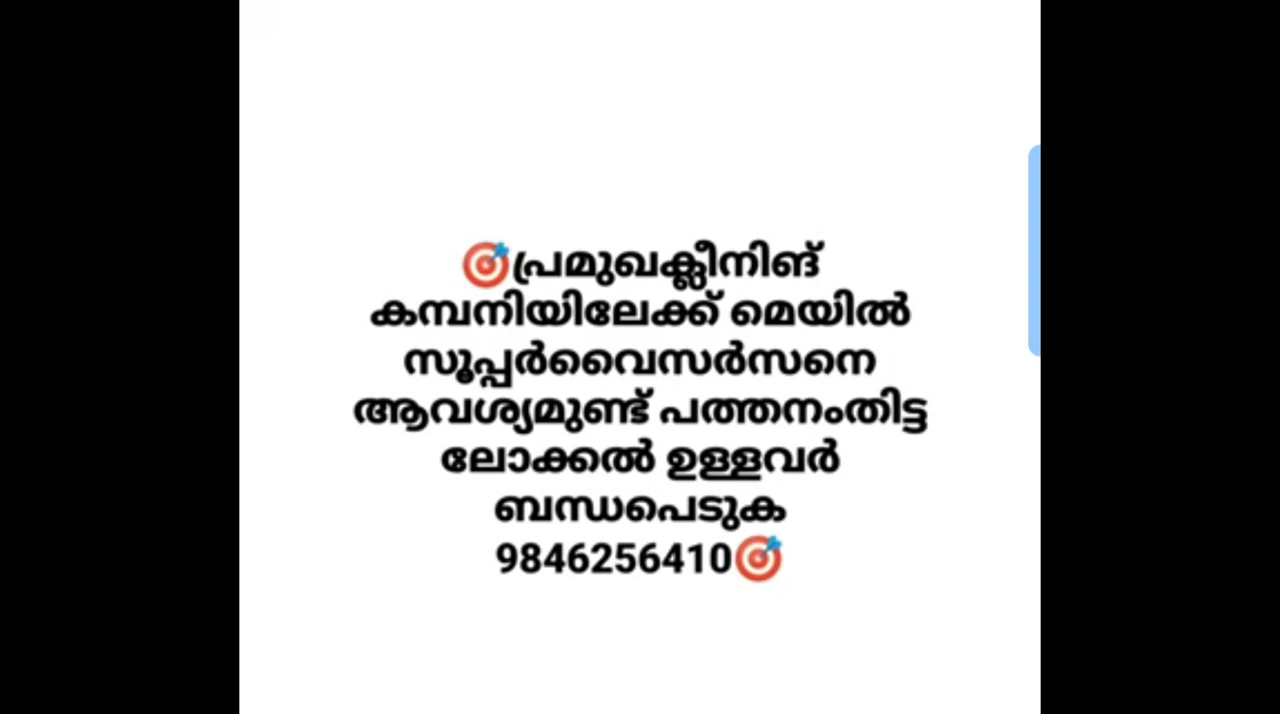 🎯പ്രമുഖക്ലീനിങ്
കമ്പനിയിലേക്ക് മെയിൽ
സൂപ്പർവൈസർസനെ
ആവശ്യമുണ്ട് പത്തനംതിട്ട
ലോക്കൽ ഉള്ളവർ
ബന്ധപെടുക
9846256410🎯